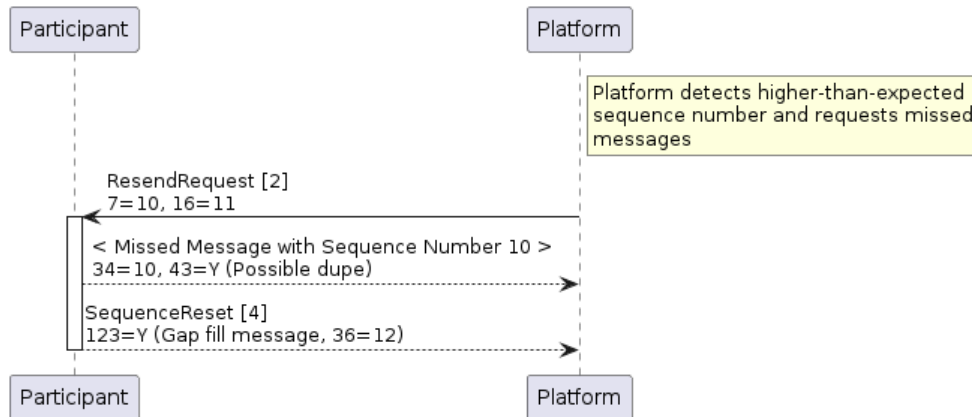 Participant
Platform
Platform detects higher-than-expected
sequence number and requests missed
messages
ResendRequest [2]
7=10, 16=11
< Missed Message with Sequence Number 10 >
34=10, 43=Y (Possible dupe)
SequenceReset [4]
123=Y (Gap fill message, 36=12)
Participant
Platform